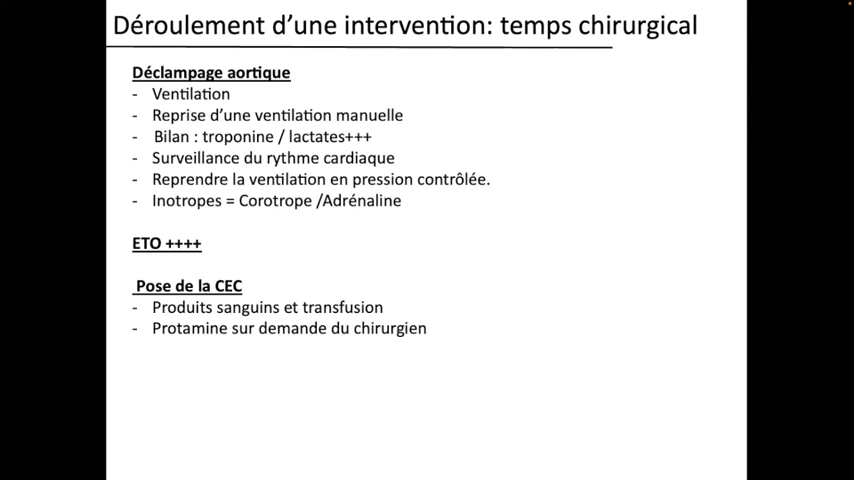 Déroulement d’une intervention: temps chirurgical
Déclampage aortique
- Ventilation
- Reprise d’une ventilation manuelle
- Bilan : troponine / lactates+++
- Surveillance du rythme cardiaque
- Reprendre la ventilation en pression contrôlée.
- Inotropes = Corotrope /Adrénaline
ETO ++++
Pose de la CEC
- Produits sanguins et transfusion
- Protamine sur demande du chirurgien